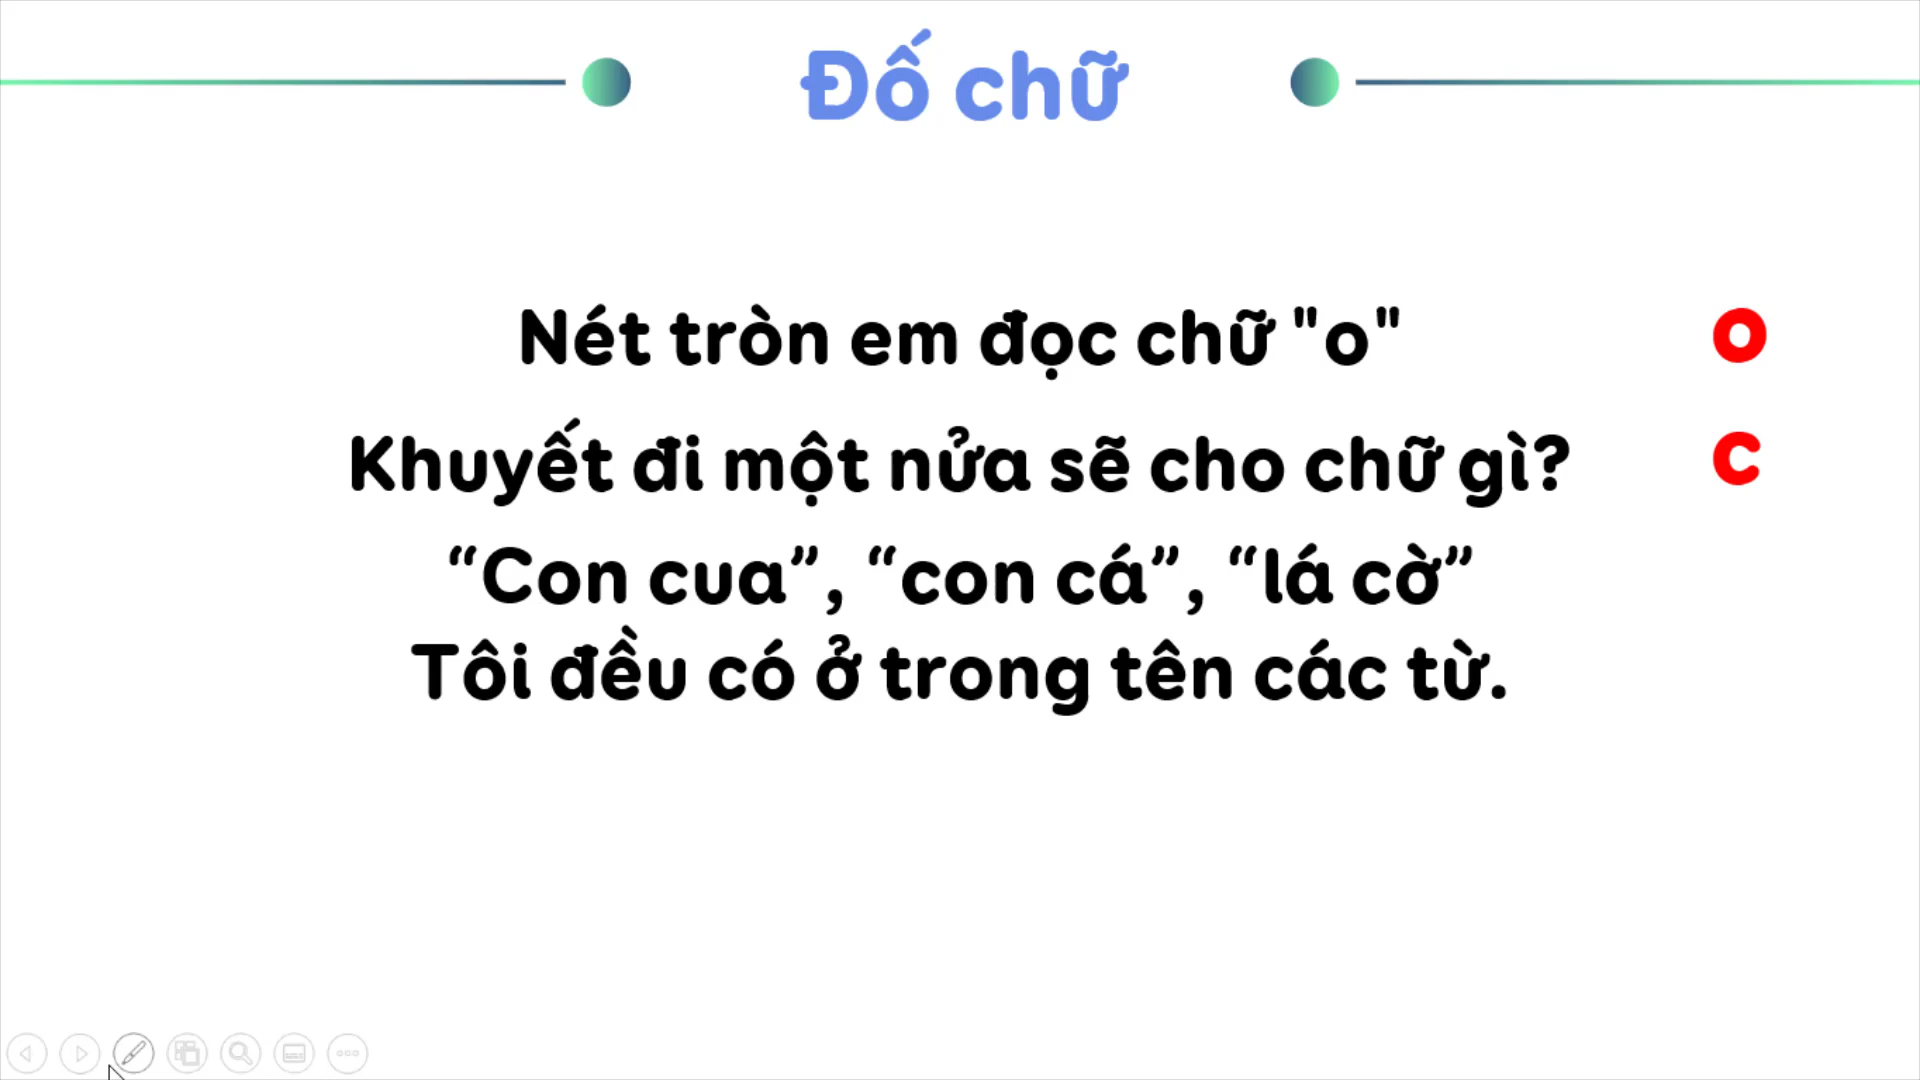 Đố chữ
Nét tròn em đọc chữ "o"
o
Khuyết đi một nửa sẽ cho chữ gì?
c
“Con cua”, “con cá”, “lá cờ”
Tôi đều có ở trong tên các từ.